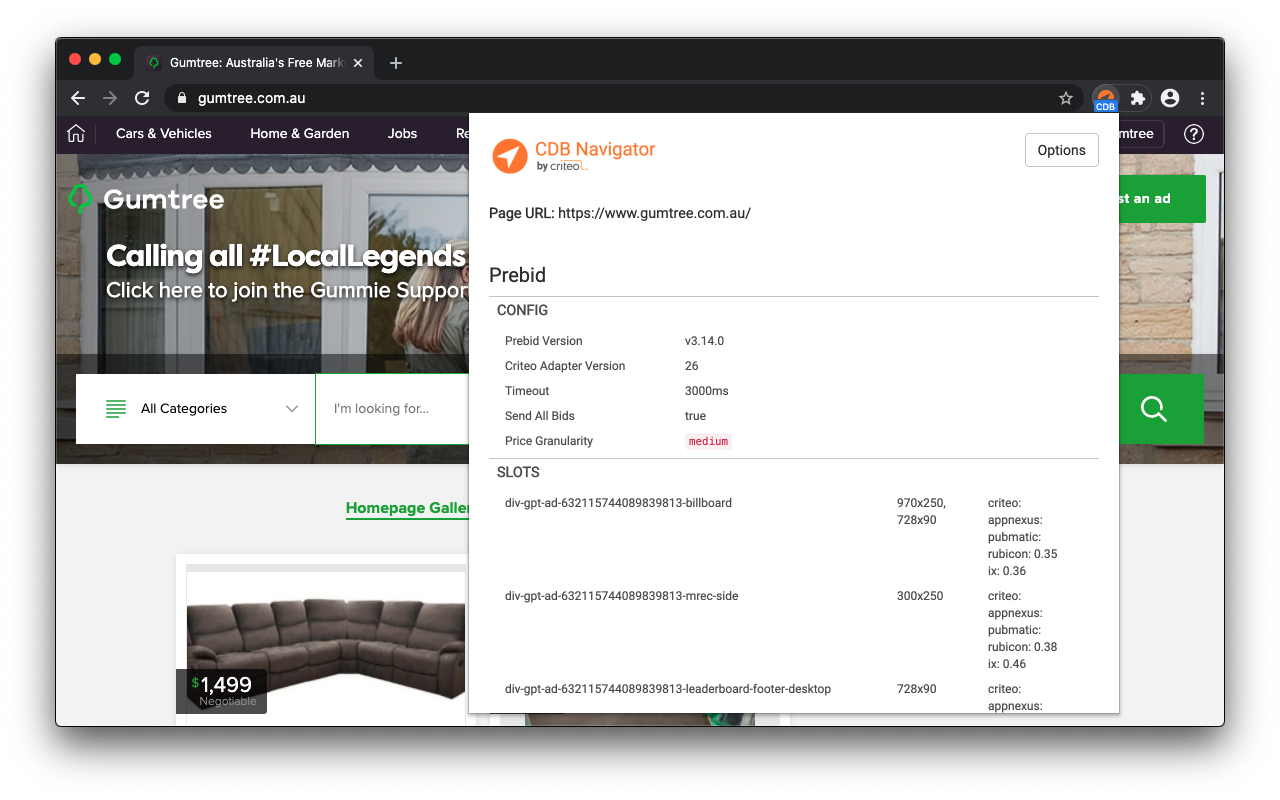 Gumtree: Australia's Free Mark
gumtree.com.au
CDB
Cars & Vehicles
Home & Garden
Jobs
Re
mtree
Gumtree
Calling all #LocalLegends
Click here to join the Gummie Suppor
st an ad
All Categories
I'm looking for...
Homepage Galle
$1,499
Negotiable
CDB Navigator
by criteo
Options
Page URL: https://www.gumtree.com.au/
Prebid
CONFIG
Prebid Version v3.14.0
Criteo Adapter Version 26
Timeout 3000ms
Send All Bids true
Price Granularity medium
SLOTS
div-gpt-ad-632115744089839813-billboard 970x250, criteo:
728x90 appnexus:
pubmatic:
rubicon: 0.35
ix: 0.36
div-gpt-ad-632115744089839813-mrec-side 300x250 criteo:
appnexus:
pubmatic:
rubicon: 0.38
ix: 0.46
div-gpt-ad-632115744089839813-leaderboard-footer-desktop 728x90 criteo:
appnexus: